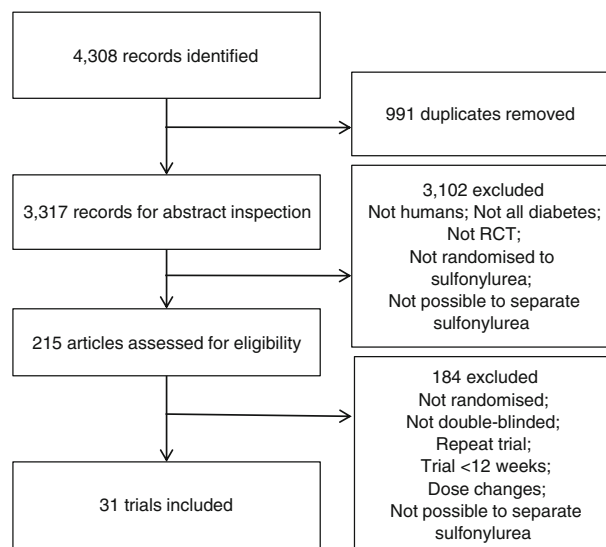 4,308 records identified
991 duplicates removed
3,317 records for abstract inspection
3,102 excluded
Not humans; Not all diabetes;
Not RCT;
Not randomised to
sulfonylurea;
Not possible to separate
sulfonylurea
215 articles assessed for eligibility
184 excluded
Not randomised;
Not double-blinded;
Repeat trial;
Trial <12 weeks;
Dose changes;
Not possible to separate
sulfonylurea
31 trials included